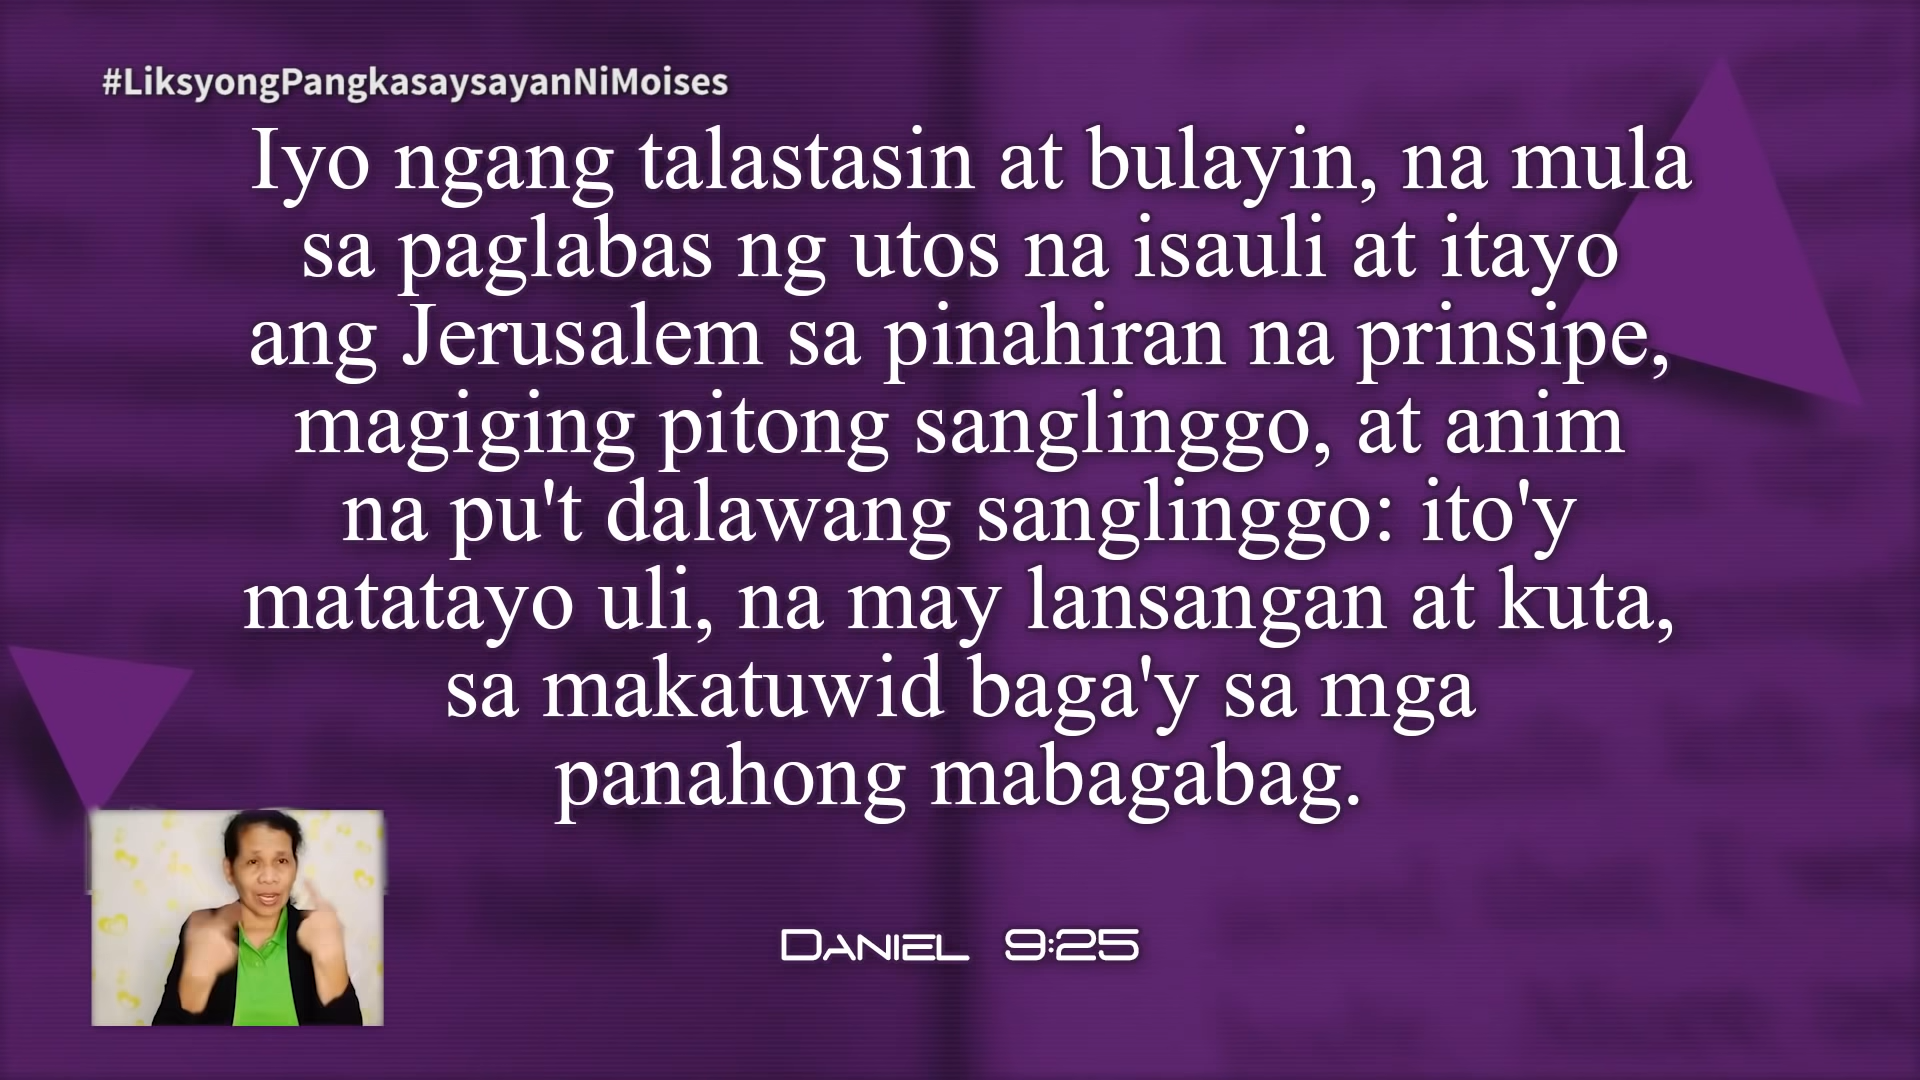 #LiksyongPangkasaysayanNiMoises
Iyo ngang talastasin at bulayin, na mula
sa paglabas ng utos na isauli at itayo
ang Jerusalem sa pinahiran na prinsipe,
magiging pitong sanglinggo, at anim
na pu't dalawang sanglinggo: ito'y
matatayo uli, na may lansangan at kuta,
sa makatuwid baga'y sa mga
panahong mabagabag.
Daniel 9:25